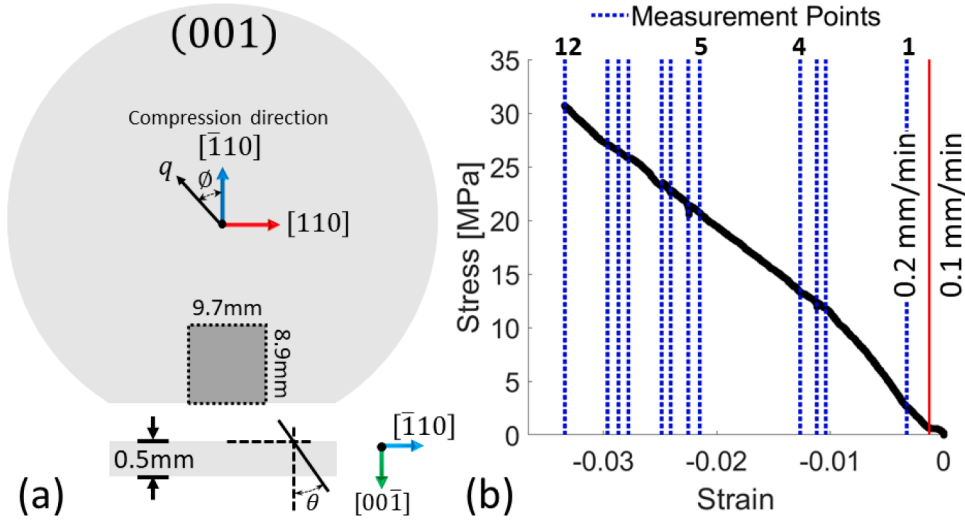 (001)
Compression direction
[1̄10]
q
Ø
[110]
9.7mm
8.9mm
0.5mm
θ
[1̄10]
[001̄]
(a)
Measurement Points
12
5
4
1
35
30
25
20
15
10
5
0
Stress [MPa]
0.2 mm/min
0.1 mm/min
-0.03
-0.02
-0.01
0
Strain
(b)